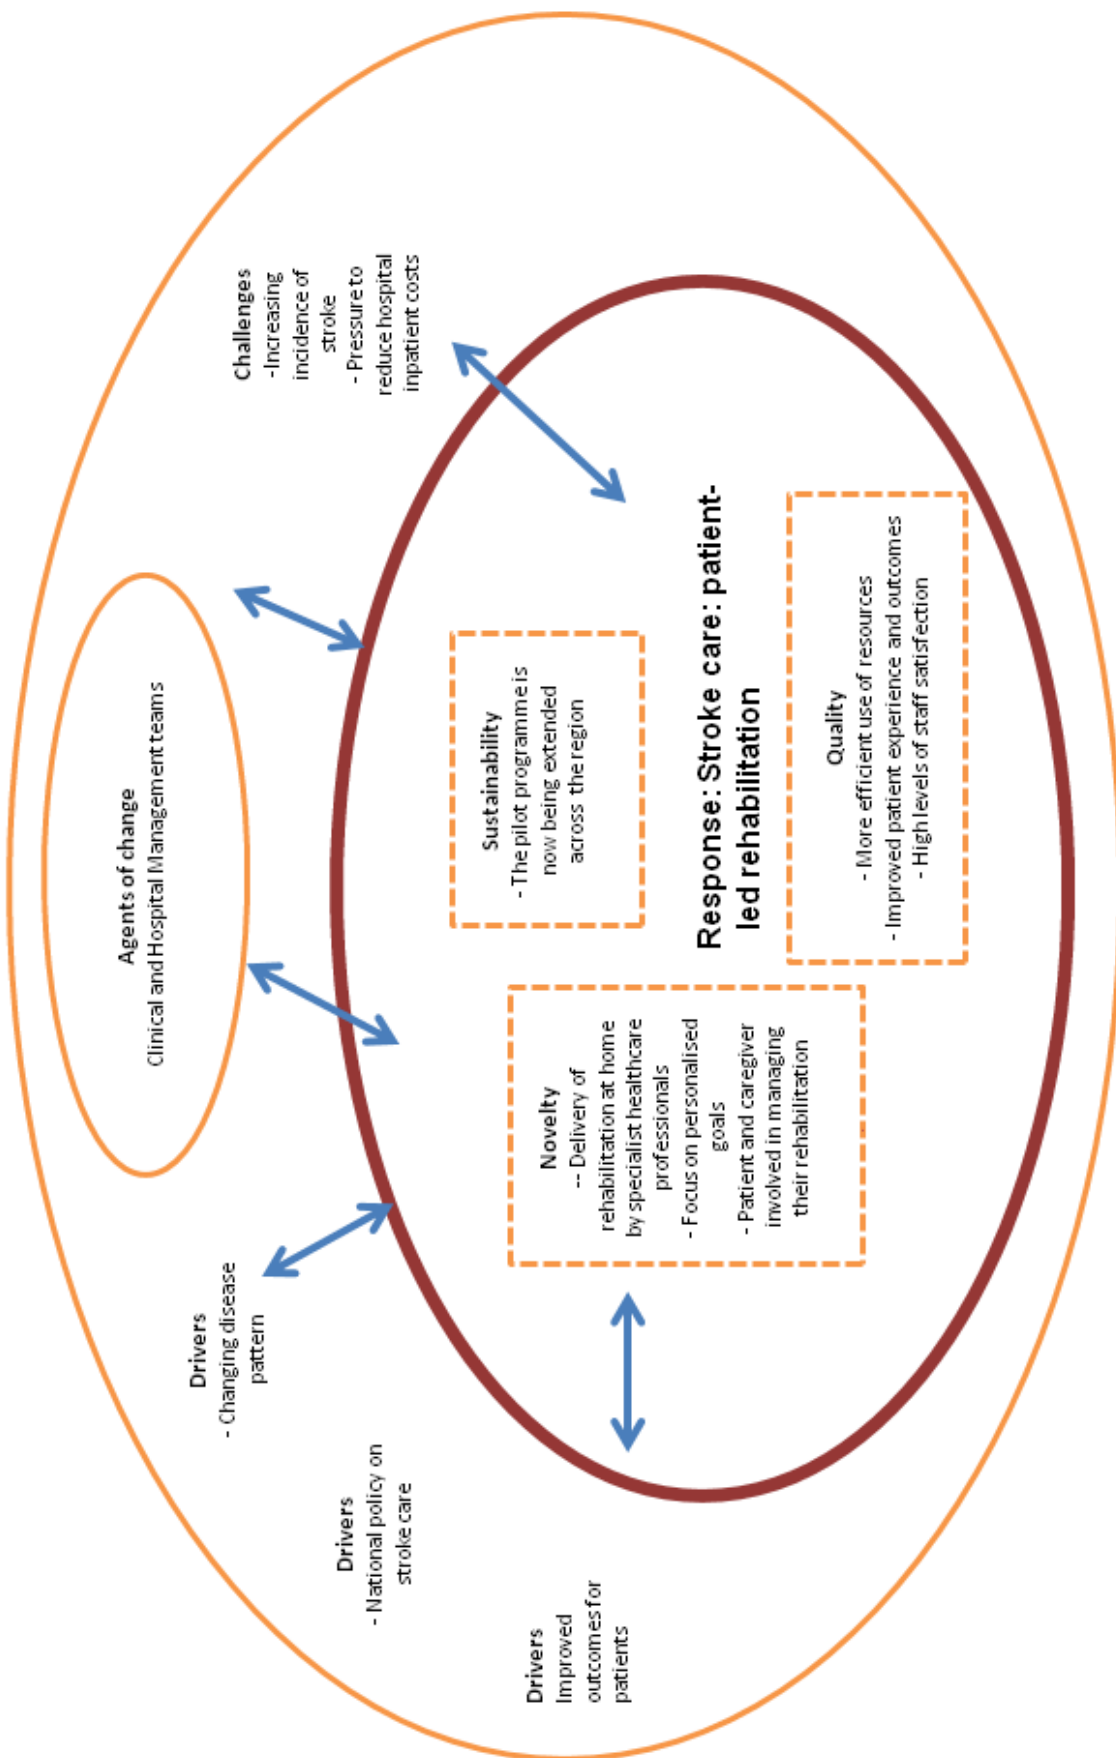 Agents of change
Clinical and Hospital Management teams
Drivers
- Changing disease
pattern
Challenges
-Increasing
incidence of
stroke
- Pressure to
reduce hospital
inpatient costs
Drivers
- National policy on
stroke care
Drivers
Improved
outcomes for
patients
Sustainability
- The pilot programme is
now being extended
across the region
Novelty
-- Delivery of
rehabilitation at home
by specialist healthcare
professionals
- Focus on personalised
goals
- Patient and caregiver
involved in managing
their rehabilitation
Response: Stroke care: patient-
led rehabilitation
Quality
- More efficient use of resources
- Improved patient experience and outcomes
- High levels of staff satisfaction